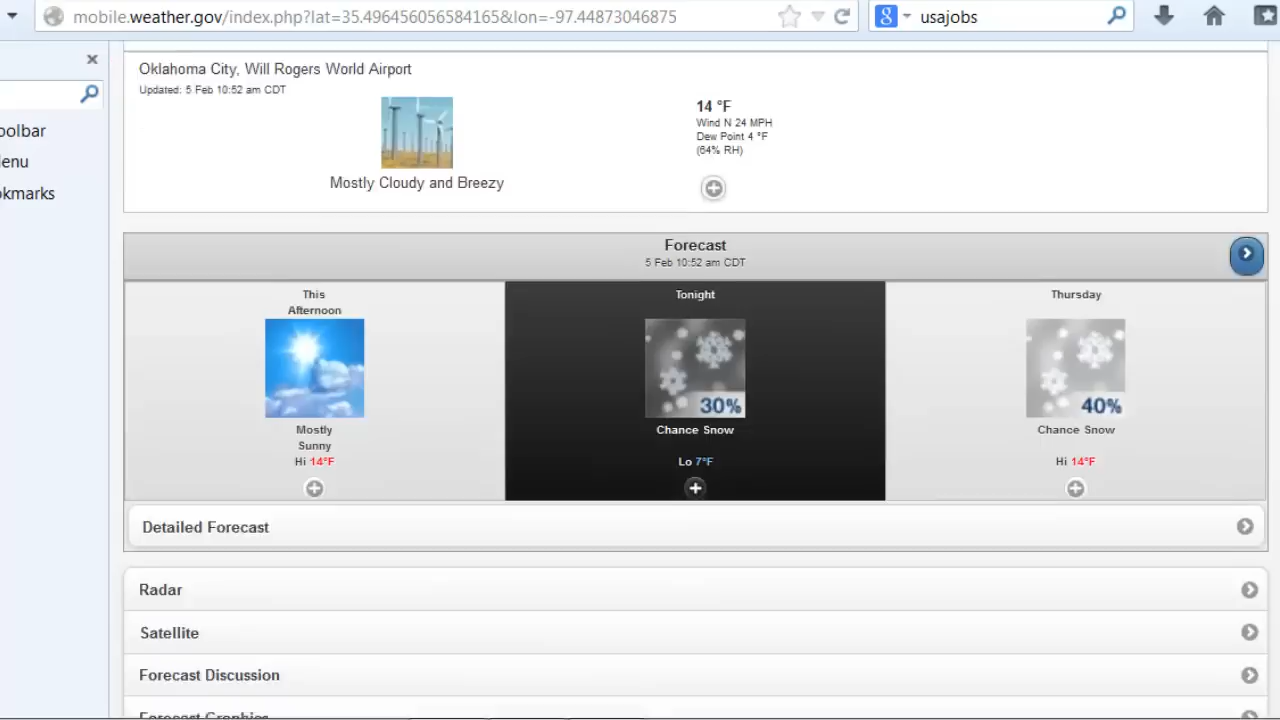 mobile.weather.gov/index.php?lat=35.496456056584165&lon=-97.44873046875
8
usajobs
oolbar
enu
okmarks
Oklahoma City, Will Rogers World Airport
Updated: 5 Feb 10:52 am CDT
14 °F
Wind N 24 MPH
Dew Point 4 °F
(64% RH)
Mostly Cloudy and Breezy
Forecast
5 Feb 10:52 am CDT
This
Afternoon
Mostly
Sunny
Hi 14°F
Tonight
30%
Chance Snow
Lo 7°F
Thursday
40%
Chance Snow
Hi 14°F
Detailed Forecast
Radar
Satellite
Forecast Discussion
Forecast Graphics